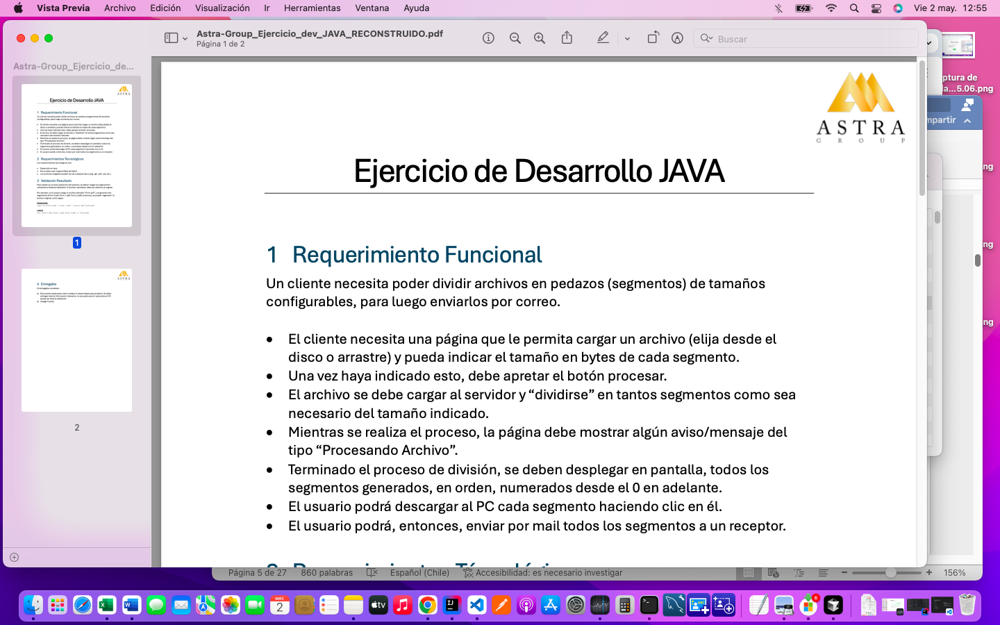 Vista Previa Archivo Edición Visualización Ir Herramientas Ventana Ayuda Vie 2 may. 12:55
Astra-Group_Ejercicio_dev_JAVA_RECONSTRUIDO.pdf
Página 1 de 2
Buscar
Astra-Group_Ejercicio_de...
1
2
ASTRA
GROUP
Ejercicio de Desarrollo JAVA
1 Requerimiento Funcional
Un cliente necesita poder dividir archivos en pedazos (segmentos) de tamaños
configurables, para luego enviarlos por correo.
• El cliente necesita una página que le permita cargar un archivo (elija desde el
disco o arrastre) y pueda indicar el tamaño en bytes de cada segmento.
• Una vez haya indicado esto, debe apretar el botón procesar.
• El archivo se debe cargar al servidor y “dividirse” en tantos segmentos como sea
necesario del tamaño indicado.
• Mientras se realiza el proceso, la página debe mostrar algún aviso/mensaje del
tipo “Procesando Archivo”.
• Terminado el proceso de división, se deben desplegar en pantalla, todos los
segmentos generados, en orden, numerados desde el 0 en adelante.
• El usuario podrá descargar al PC cada segmento haciendo clic en él.
• El usuario podrá, entonces, enviar por mail todos los segmentos a un receptor.
ptura de
a...5.06.png
mpartir
ng
ng
ng
Página 5 de 27 860 palabras Español (Chile) Accesibilidad: es necesario investigar 156%
MAY.
2
tv
6